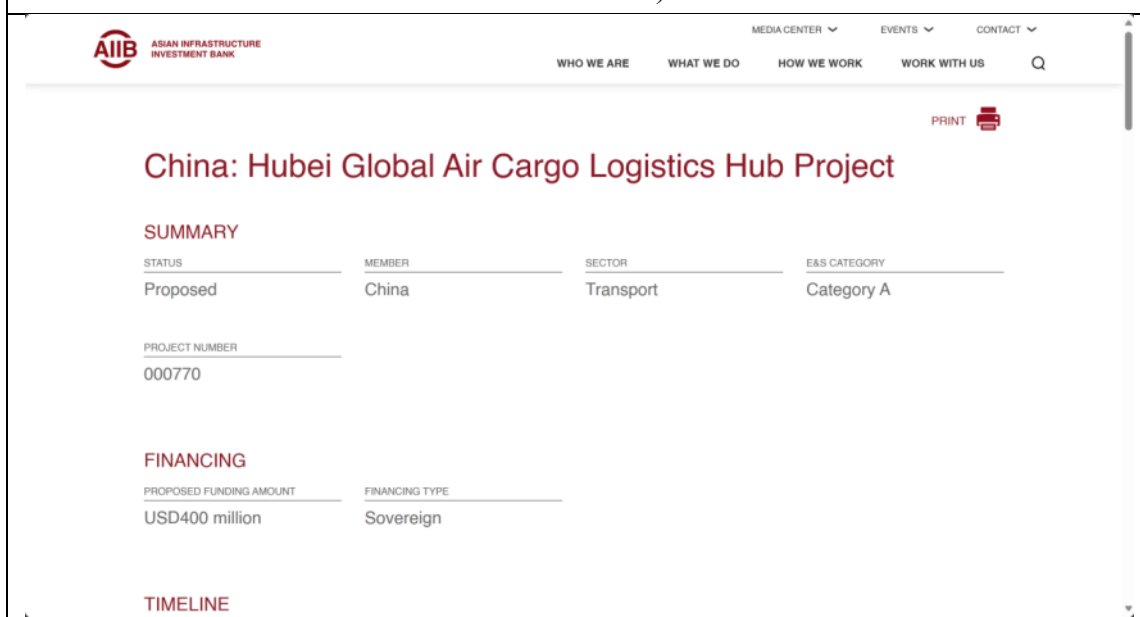 MEDIA CENTER EVENTS CONTACT
AIIB ASIAN INFRASTRUCTURE
INVESTMENT BANK
WHO WE ARE WHAT WE DO HOW WE WORK WORK WITH US
PRINT
China: Hubei Global Air Cargo Logistics Hub Project
SUMMARY
STATUS MEMBER SECTOR E&S CATEGORY
Proposed China Transport Category A
PROJECT NUMBER
000770
FINANCING
PROPOSED FUNDING AMOUNT FINANCING TYPE
USD400 million Sovereign
TIMELINE